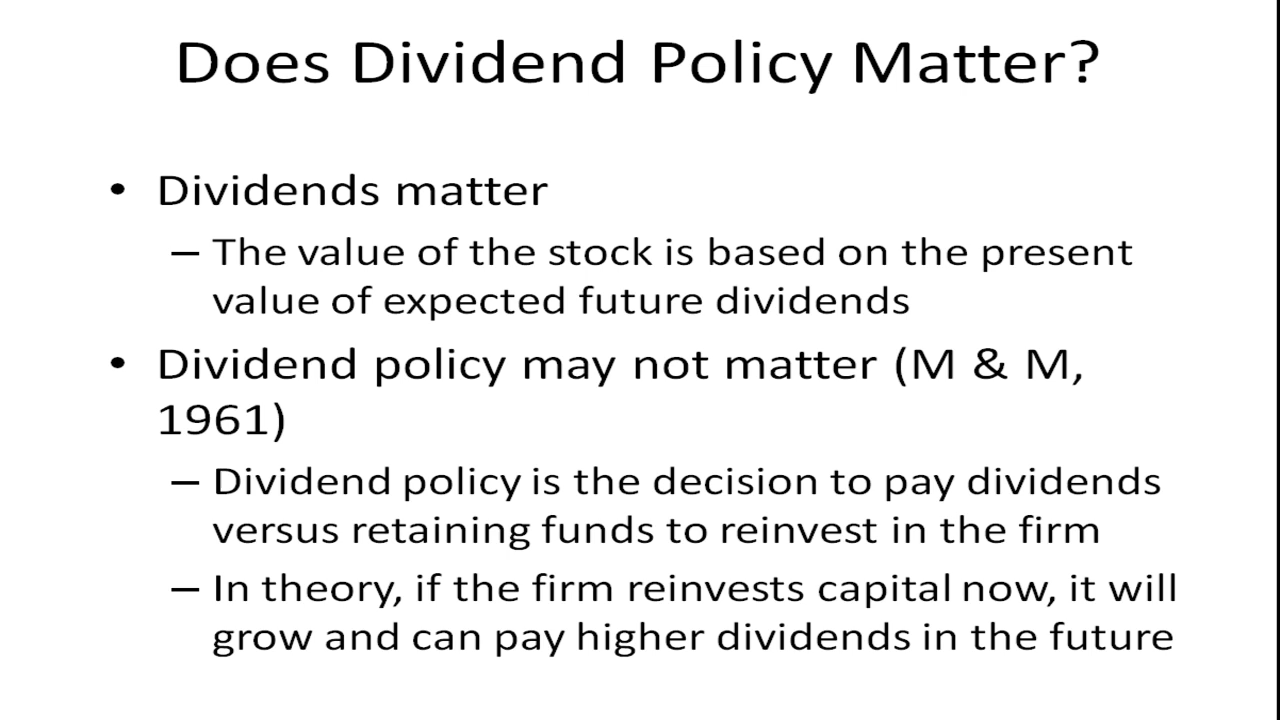 Does Dividend Policy Matter?
• Dividends matter
– The value of the stock is based on the present
value of expected future dividends
• Dividend policy may not matter (M & M,
1961)
– Dividend policy is the decision to pay dividends
versus retaining funds to reinvest in the firm
– In theory, if the firm reinvests capital now, it will
grow and can pay higher dividends in the future